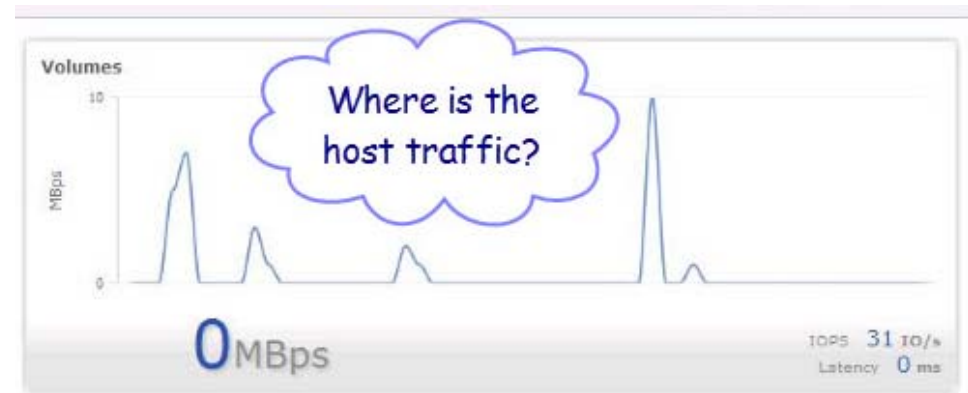 Volumes
10
Where is the
host traffic?
MBps
0
0MBps
IOPS 31 IO/s
Latency 0 ms